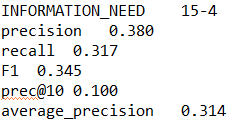 INFORMATION_NEED 15-4
precision 0.380
recall 0.317
F1 0.345
prec@10 0.100
average_precision 0.314